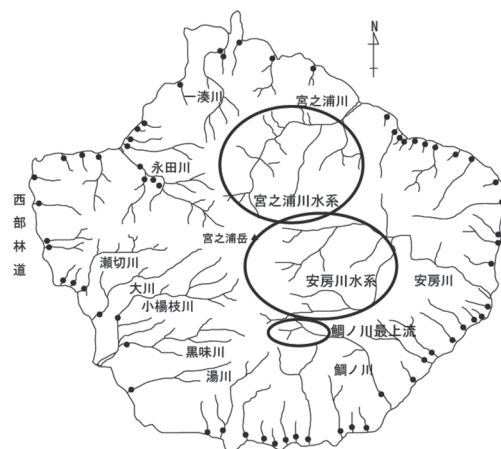 N
一湊川
宮之浦川
永田川
宮之浦川水系
西部林道
宮之浦岳
瀬切川
安房川水系
安房川
大川
小楊枝川
鯛ノ川最上流
黒味川
鯛ノ川
湯川